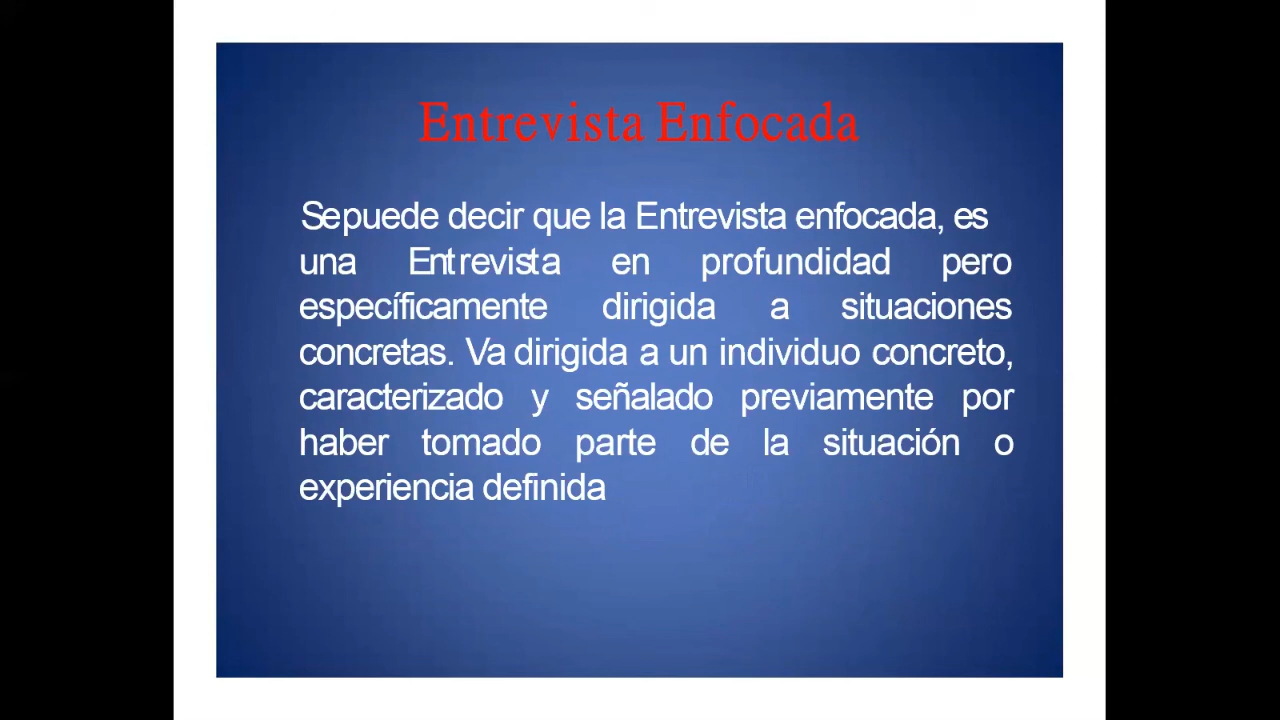 Entrevista Enfocada
Sepuede decir que la Entrevista enfocada, es
una Entrevista en profundidad pero
específicamente dirigida a situaciones
concretas. Va dirigida a un individuo concreto,
caracterizado y señalado previamente por
haber tomado parte de la situación o
experiencia definida